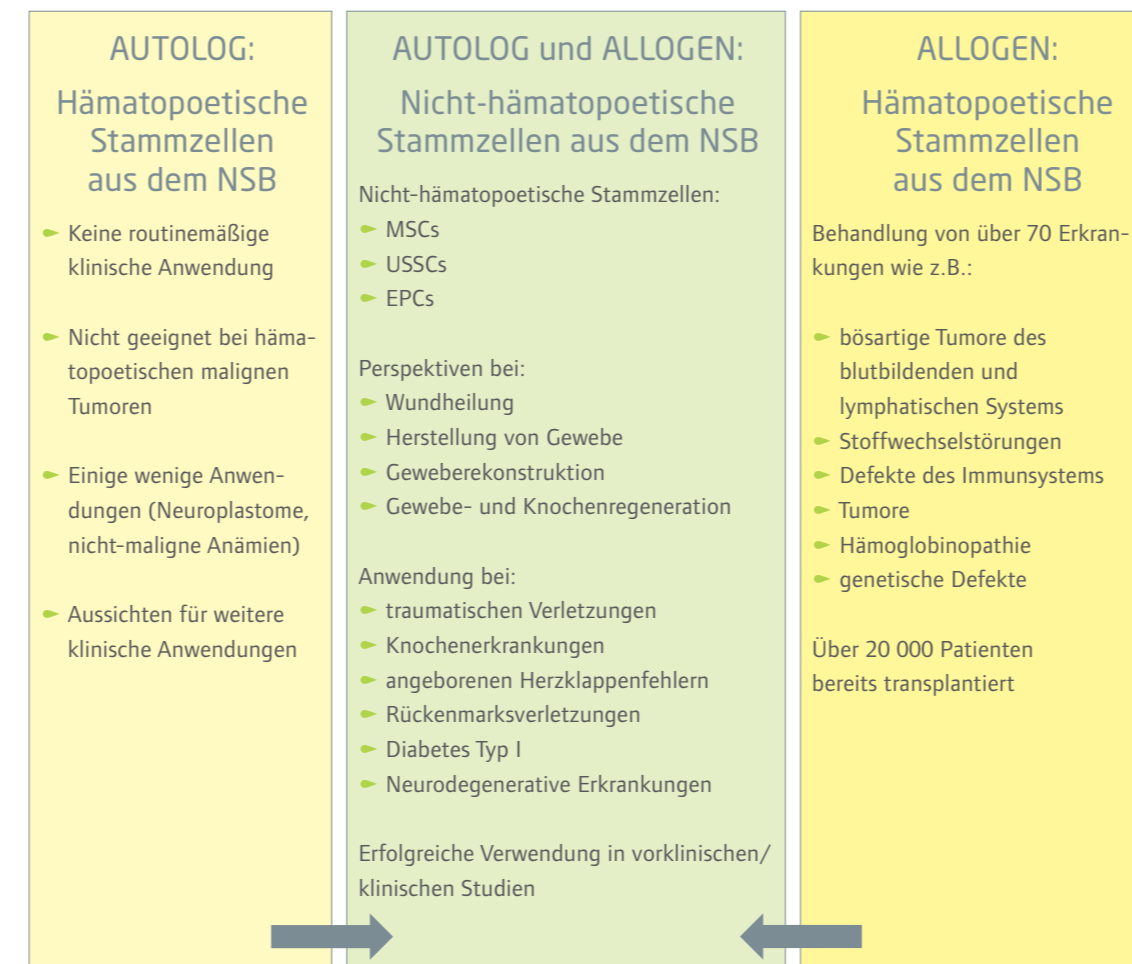 AUTOLOG:
Hämatopoetische
Stammzellen
aus dem NSB
Keine routinemäßige
klinische Anwendung
Nicht geeignet bei häma-
topoetischen malignen
Tumoren
Einige wenige Anwen-
dungen (Neuroplastome,
nicht-maligne Anämien)
Aussichten für weitere
klinische Anwendungen
AUTOLOG und ALLOGEN:
Nicht-hämatopoetische
Stammzellen aus dem NSB
Nicht-hämatopoetische Stammzellen:
MSCs
USSCs
EPCs
Perspektiven bei:
Wundheilung
Herstellung von Gewebe
Geweberekonstruktion
Gewebe- und Knochenregeneration
Anwendung bei:
traumatischen Verletzungen
Knochenerkrankungen
angeborenen Herzklappenfehlern
Rückenmarksverletzungen
Diabetes Typ I
Neurodegenerative Erkrankungen
Erfolgreiche Verwendung in vorklinischen/
klinischen Studien
ALLOGEN:
Hämatopoetische
Stammzellen
aus dem NSB
Behandlung von über 70 Erkran-
kungen wie z.B.:
bösartige Tumore des
blutbildenden und
lymphatischen Systems
Stoffwechselstörungen
Defekte des Immunsystems
Tumore
Hämoglobinopathie
genetische Defekte
Über 20 000 Patienten
bereits transplantiert